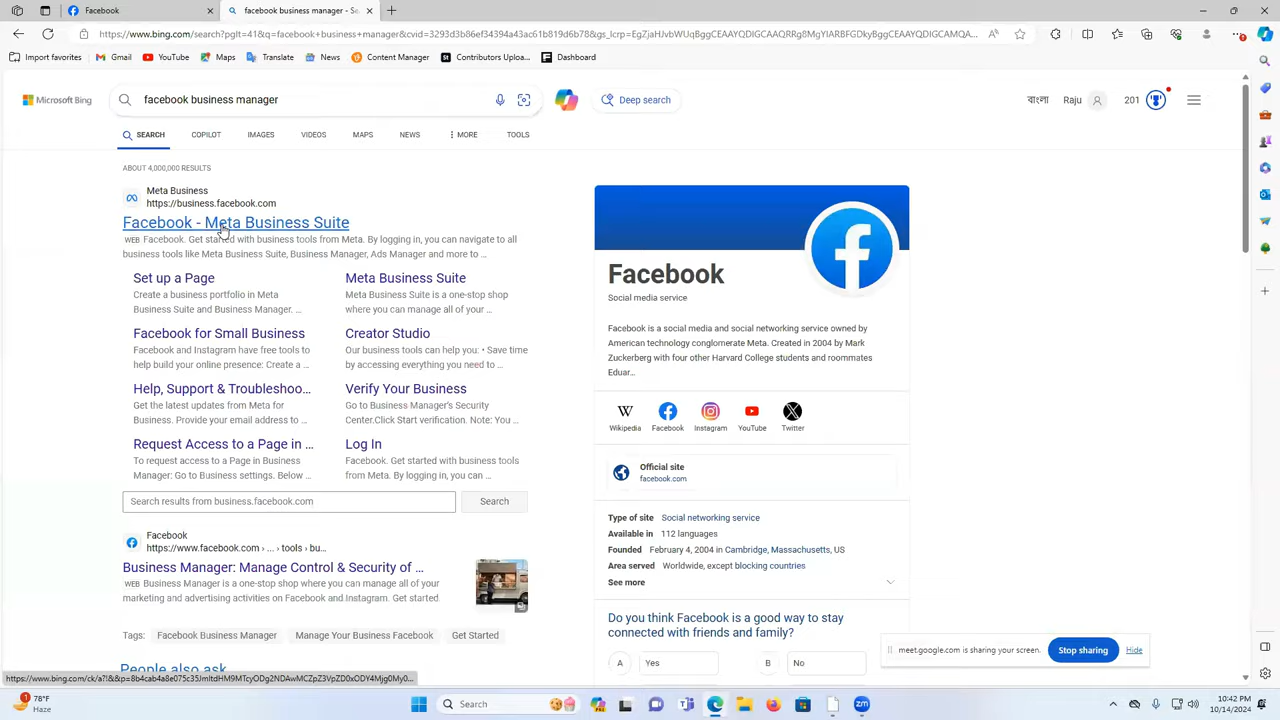 Facebook
facebook business manager - Se
https://www.bing.com/search?pglt=41&q=facebook+business+manager&cvid=3293d3b86ef34394a43ac61b819d6b78&gs_lcrp=EgZjaHJvbWUqBggCEAAYQDIGCAAQRRg8MgYIARBFGDkyBggCEAAYQDIGCAMQA...
Import favorites
Gmail
YouTube
Maps
Translate
News
Content Manager
Contributors Uploa...
Dashboard
Microsoft Bing
facebook business manager
Deep search
বাংলা
Raju
201
SEARCH
COPILOT
IMAGES
VIDEOS
MAPS
NEWS
MORE
TOOLS
ABOUT 4,000,000 RESULTS
Meta Business
https://business.facebook.com
Facebook - Meta Business Suite
WEB Facebook. Get started with business tools from Meta. By logging in, you can navigate to all
business tools like Meta Business Suite, Business Manager, Ads Manager and more to ...
Set up a Page
Create a business portfolio in Meta
Business Suite and Business Manager. ...
Meta Business Suite
Meta Business Suite is a one-stop shop
where you can manage all of your ...
Facebook for Small Business
Facebook and Instagram have free tools to
help build your online presence: Create a ...
Creator Studio
Our business tools can help you: • Save time
by accessing everything you need to ...
Help, Support & Troubleshoo...
Get the latest updates from Meta for
Business. Provide your email address to ...
Verify Your Business
Go to Business Manager's Security
Center.Click Start verification. Note: You ...
Request Access to a Page in ...
To request access to a Page in Business
Manager: Go to Business settings. Below ...
Log In
Facebook. Get started with business tools
from Meta. By logging in, you can ...
Search results from business.facebook.com
Search
Facebook
https://www.facebook.com › ... › tools › bu...
Business Manager: Manage Control & Security of ...
WEB Business Manager is a one-stop shop where you can manage all of your
marketing and advertising activities on Facebook and Instagram. Get started.
Tags:
Facebook Business Manager
Manage Your Business Facebook
Get Started
People also ask
Facebook
Social media service
Facebook is a social media and social networking service owned by
American technology conglomerate Meta. Created in 2004 by Mark
Zuckerberg with four other Harvard College students and roommates
Eduar...
Wikipedia
Facebook
Instagram
YouTube
Twitter
Official site
facebook.com
Type of site Social networking service
Available in 112 languages
Founded February 4, 2004 in Cambridge, Massachusetts, US
Area served Worldwide, except blocking countries
See more
Do you think Facebook is a good way to stay
connected with friends and family?
A Yes
B No
meet.google.com is sharing your screen.
Stop sharing
Hide
78°F
Haze
Search
10:42 PM
10/14/2024